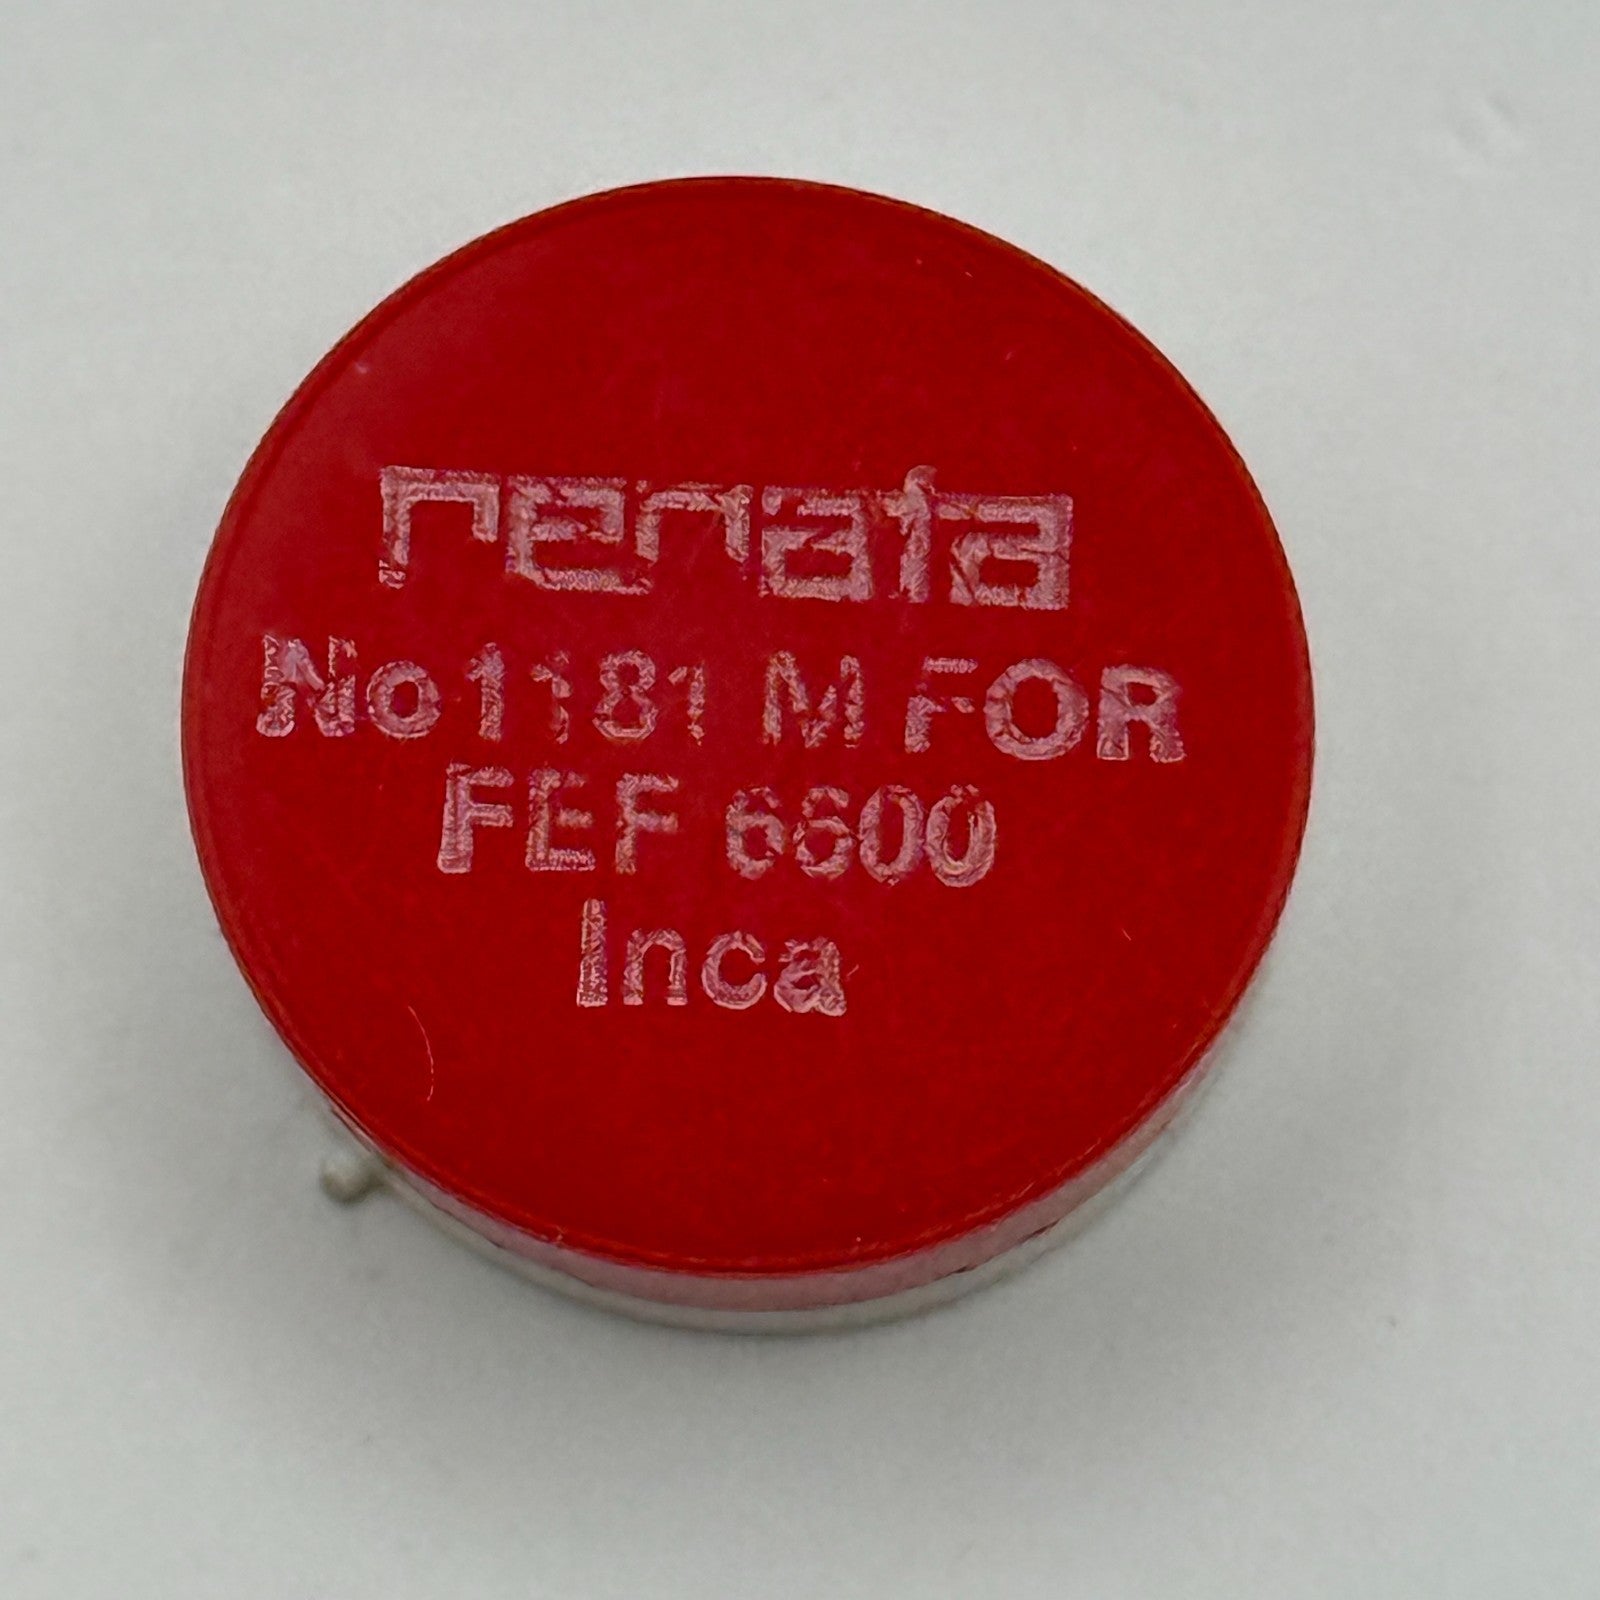 renata
No 1181 M FOR
FEF 6600
Inca